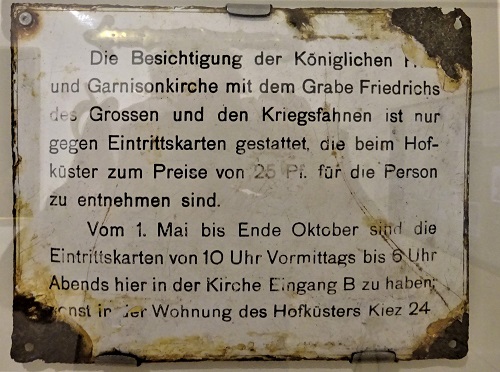 Die Besichtigung der Königlichen
und Garnisonkirche mit dem Grabe Friedrichs
des Grossen und den Kriegsfahnen ist nur
gegen Eintrittskarten gestattet, die beim Hof-
küster zum Preise von 25 Pf. für die Person
zu entnehmen sind.
Vom 1. Mai bis Ende Oktober sind die
Eintrittskarten von 10 Uhr Vormittags bis 6 Uhr
Abends hier in der Kirche Eingang B zu haben;
sonst in der Wohnung des Hofküsters Kiez 24